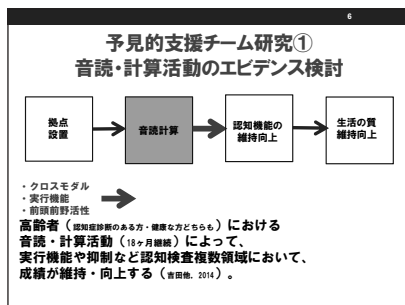 6
予見的支援チーム研究①
音読・計算活動のエビデンス検討
拠点
設置
音読計算
認知機能の
維持向上
生活の質
維持向上
・クロスモダル
・実行機能
・前頭前野活性
高齢者（認知症診断のある方・健康な方どちらも）における
音読・計算活動（18ヶ月継続）によって、
実行機能や抑制など認知検査複数領域において、
成績が維持・向上する（吉田他，2014）。